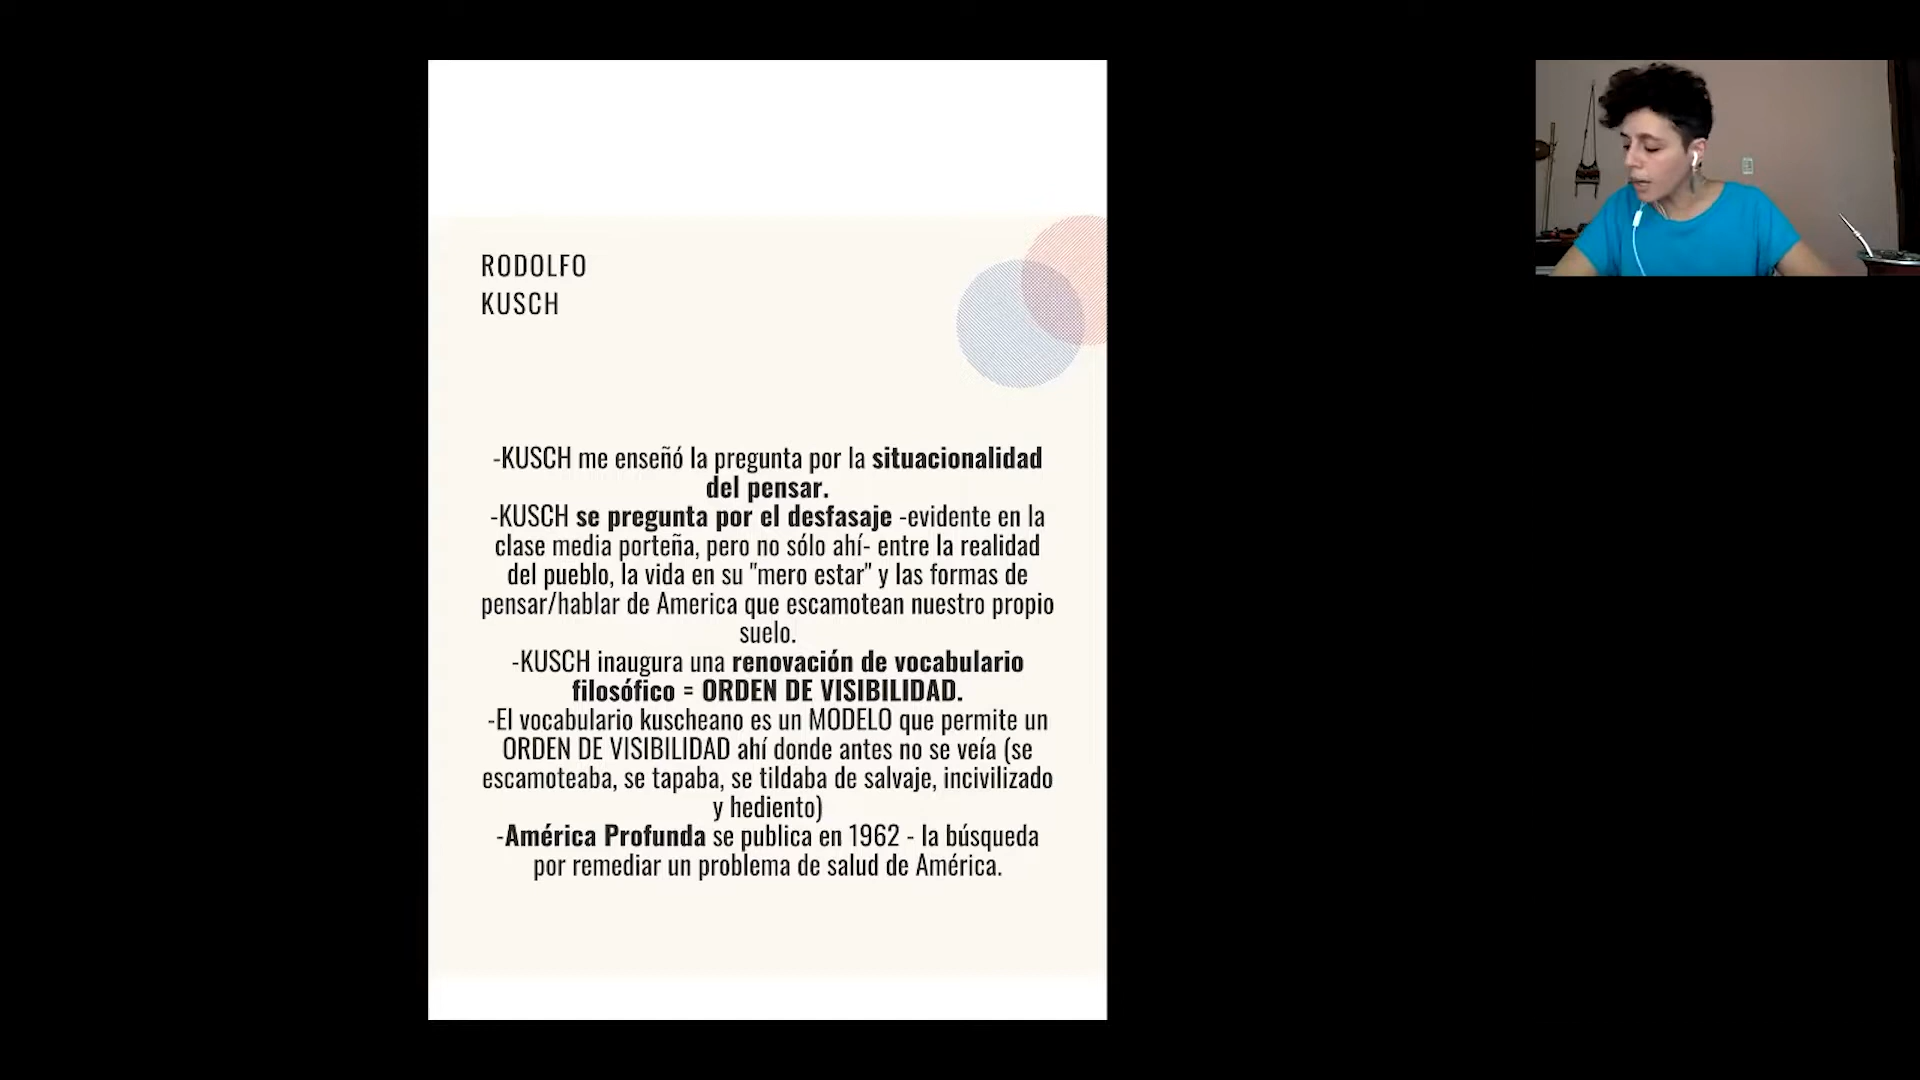 RODOLFO
KUSCH
-KUSCH me enseñó la pregunta por la situacionalidad
del pensar.
-KUSCH se pregunta por el desfasaje -evidente en la
clase media porteña, pero no sólo ahí- entre la realidad
del pueblo, la vida en su "mero estar" y las formas de
pensar/hablar de America que escamotean nuestro propio
suelo.
-KUSCH inaugura una renovación de vocabulario
filosófico = ORDEN DE VISIBILIDAD.
-El vocabulario kuscheano es un MODELO que permite un
ORDEN DE VISIBILIDAD ahí donde antes no se veía (se
escamoteaba, se tapaba, se tildaba de salvaje, incivilizado
y hediento)
-América Profunda se publica en 1962 - la búsqueda
por remediar un problema de salud de América.